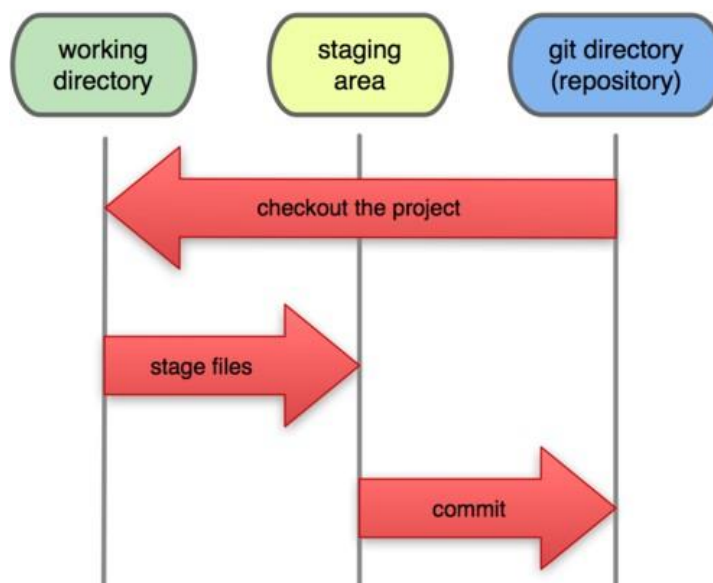 working
directory
staging
area
git directory
(repository)
checkout the project
stage files
commit